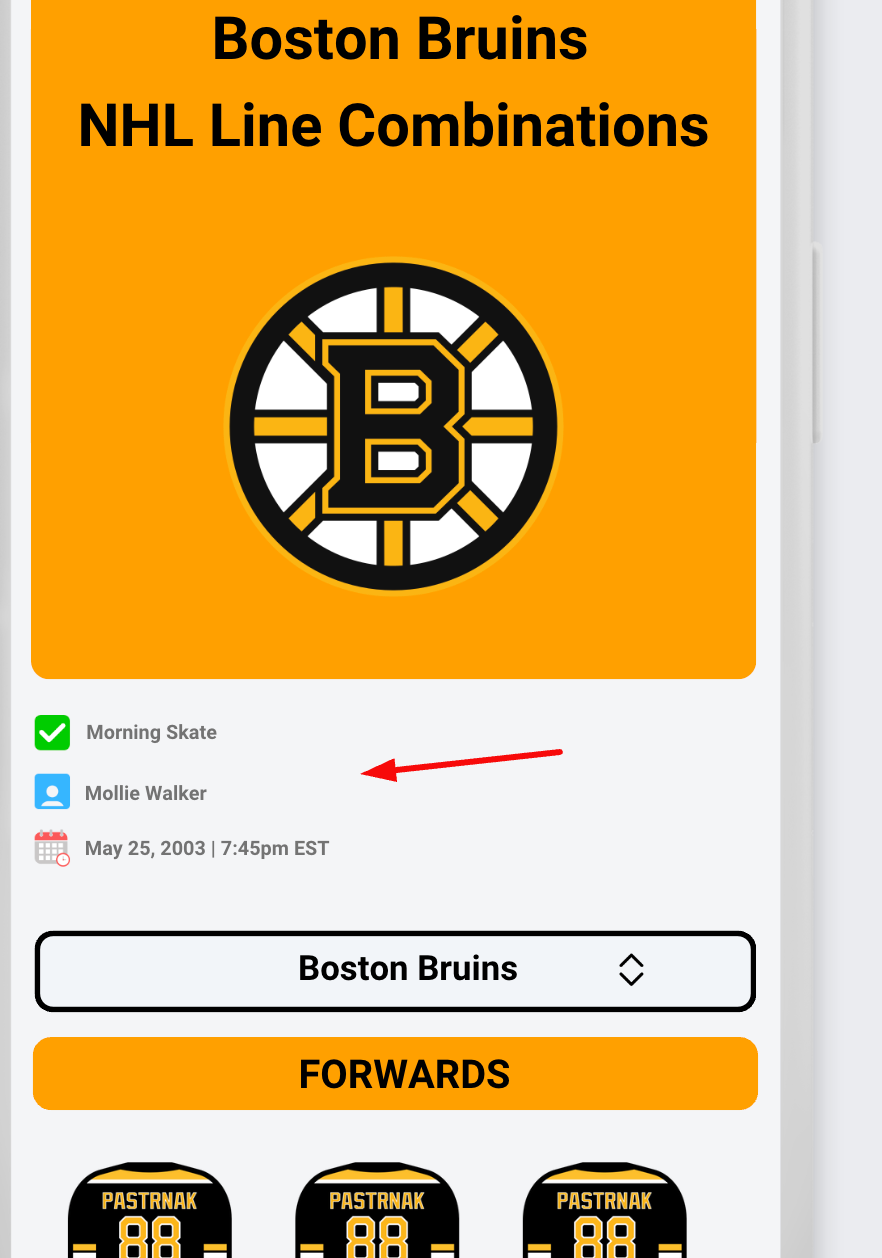 Boston Bruins
NHL Line Combinations
B
Morning Skate
Mollie Walker
May 25, 2003 | 7:45pm EST
Boston Bruins
FORWARDS
PASTRNAK PASTRNAK PASTRNAK
88 88 88